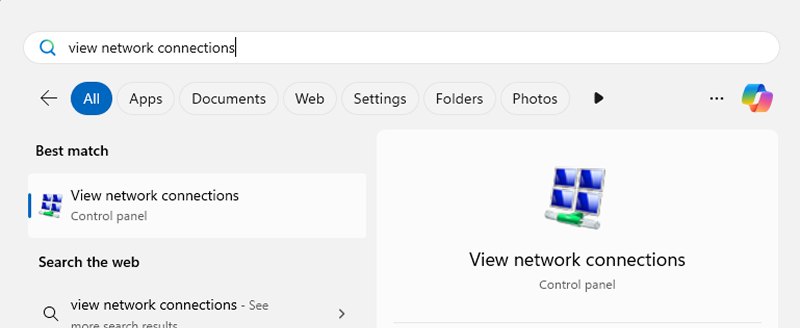 view network connections
All Apps Documents Web Settings Folders Photos ...
Best match
View network connections
Control panel
Search the web
view network connections - See
more search results
View network connections
Control panel